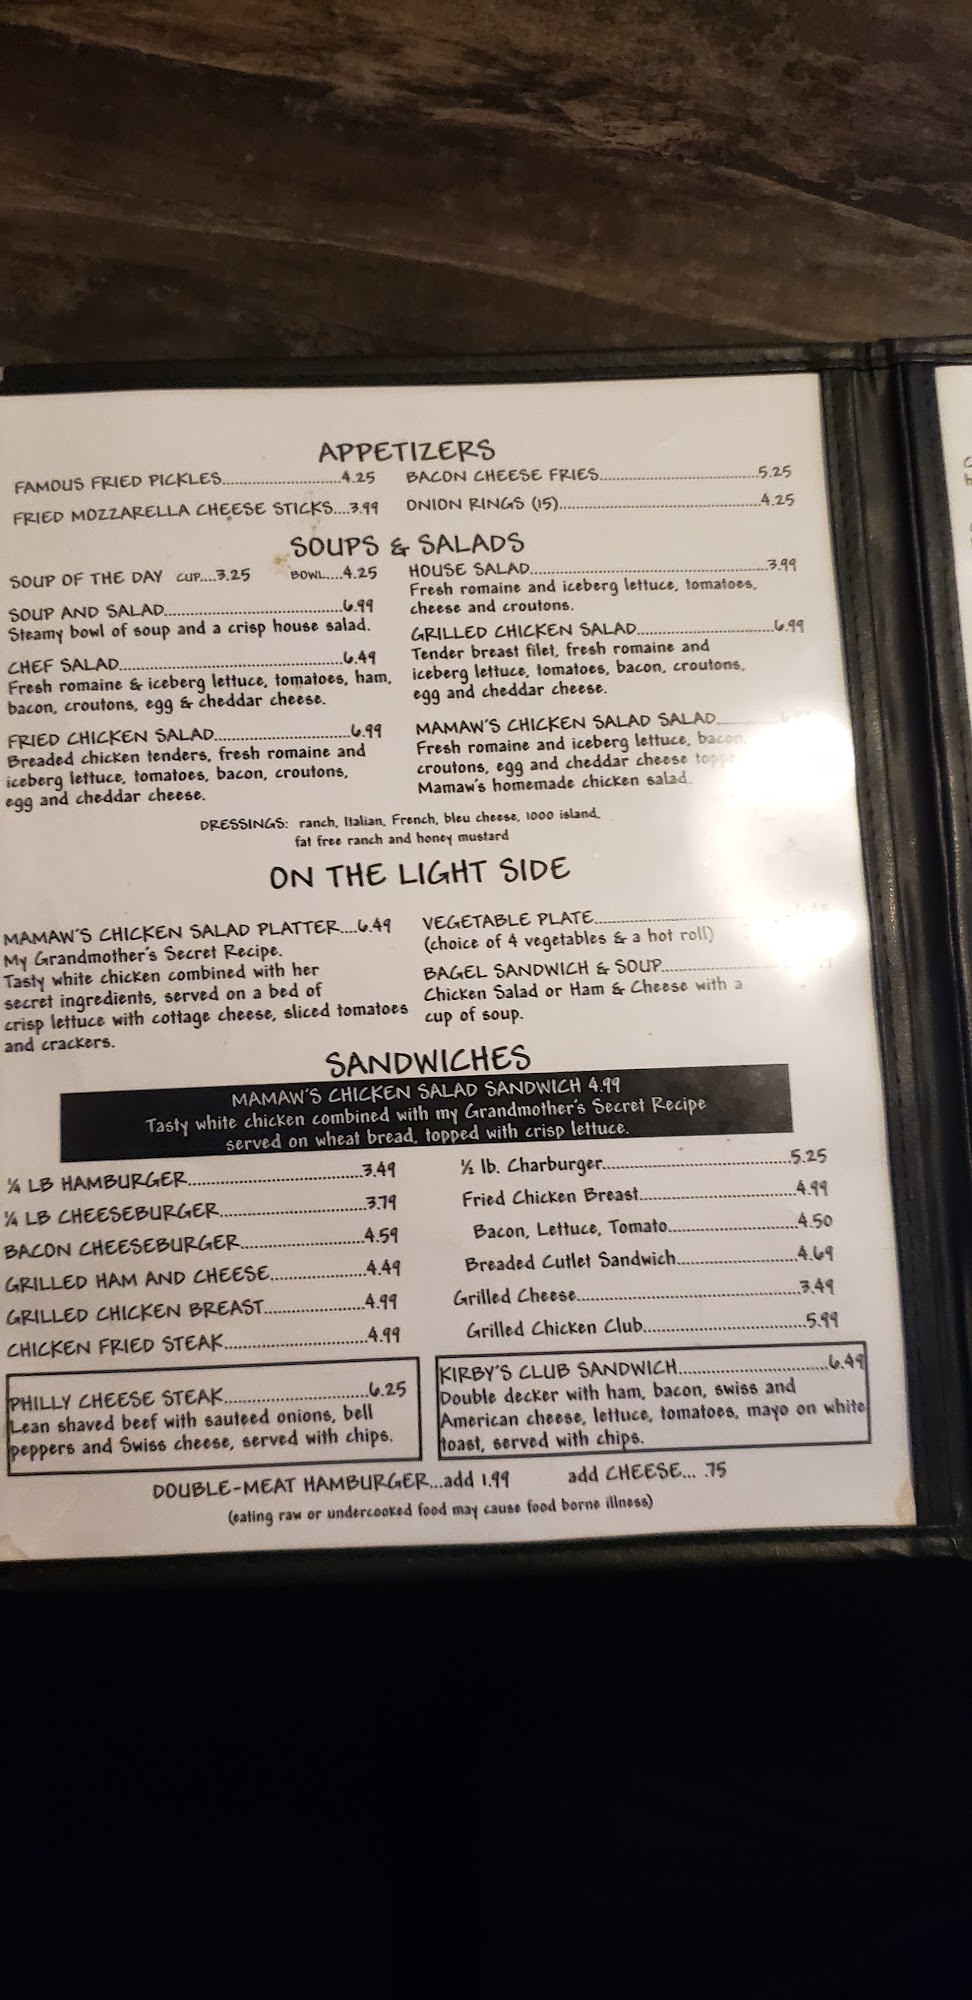 APPETIZERS
FAMOUS FRIED PICKLES..............................4.25
BACON CHEESE FRIES........................................5.25
FRIED MOZZARELLA CHEESE STICKS....3.99
ONION RINGS (15)...................................................4.25
SOUPS & SALADS
SOUP OF THE DAY CUP....3.25 BOWL....4.25
SOUP AND SALAD.............................................6.99
Steamy bowl of soup and a crisp house salad.
CHEF SALAD.........................................................6.49
Fresh romaine & iceberg lettuce, tomatoes, ham,
bacon, croutons, egg & cheddar cheese.
FRIED CHICKEN SALAD..................................6.99
Breaded chicken tenders, fresh romaine and
iceberg lettuce, tomatoes, bacon, croutons,
egg and cheddar cheese.
HOUSE SALAD............................................................3.99
Fresh romaine and iceberg lettuce, tomatoes,
cheese and croutons.
GRILLED CHICKEN SALAD...................................6.99
Tender breast filet, fresh romaine and
iceberg lettuce, tomatoes, bacon, croutons,
egg and cheddar cheese.
MAMAW'S CHICKEN SALAD SALAD................
Fresh romaine and iceberg lettuce, bacon
croutons, egg and cheddar cheese
Mamaw's homemade chicken salad.
DRESSINGS: ranch, Italian, French, bleu cheese, 1000 island,
fat free ranch and honey mustard
ON THE LIGHT SIDE
MAMAW'S CHICKEN SALAD PLATTER....6.49
My Grandmother's Secret Recipe.
Tasty white chicken combined with her
secret ingredients, served on a bed of
crisp lettuce with cottage cheese, sliced tomatoes
and crackers.
VEGETABLE PLATE...................................
(choice of 4 vegetables & a hot roll)
BAGEL SANDWICH & SOUP.........................
Chicken Salad or Ham & Cheese with a
cup of soup.
SANDWICHES
MAMAW'S CHICKEN SALAD SANDWICH 4.99
Tasty white chicken combined with my Grandmother's Secret Recipe
served on wheat bread, topped with crisp lettuce.
¼ LB HAMBURGER............................................3.49
¼ LB CHEESEBURGER.....................................3.79
BACON CHEESEBURGER...............................4.59
GRILLED HAM AND CHEESE........................4.49
GRILLED CHICKEN BREAST.........................4.99
CHICKEN FRIED STEAK...................................4.99
½ lb. Charburger...............................................5.25
Fried Chicken Breast.......................................4.99
Bacon, Lettuce, Tomato................................4.50
Breaded Cutlet Sandwich..............................4.69
Grilled Cheese........................................................3.49
Grilled Chicken Club.........................................5.99
PHILLY CHEESE STEAK...................................6.25
Lean shaved beef with sauteed onions, bell
peppers and Swiss cheese, served with chips.
KIRBY'S CLUB SANDWICH....................................6.49
Double decker with ham, bacon, swiss and
American cheese, lettuce, tomatoes, mayo on white
toast, served with chips.
DOUBLE-MEAT HAMBURGER...add 1.99 add CHEESE... .75
(eating raw or undercooked food may cause food borne illness)